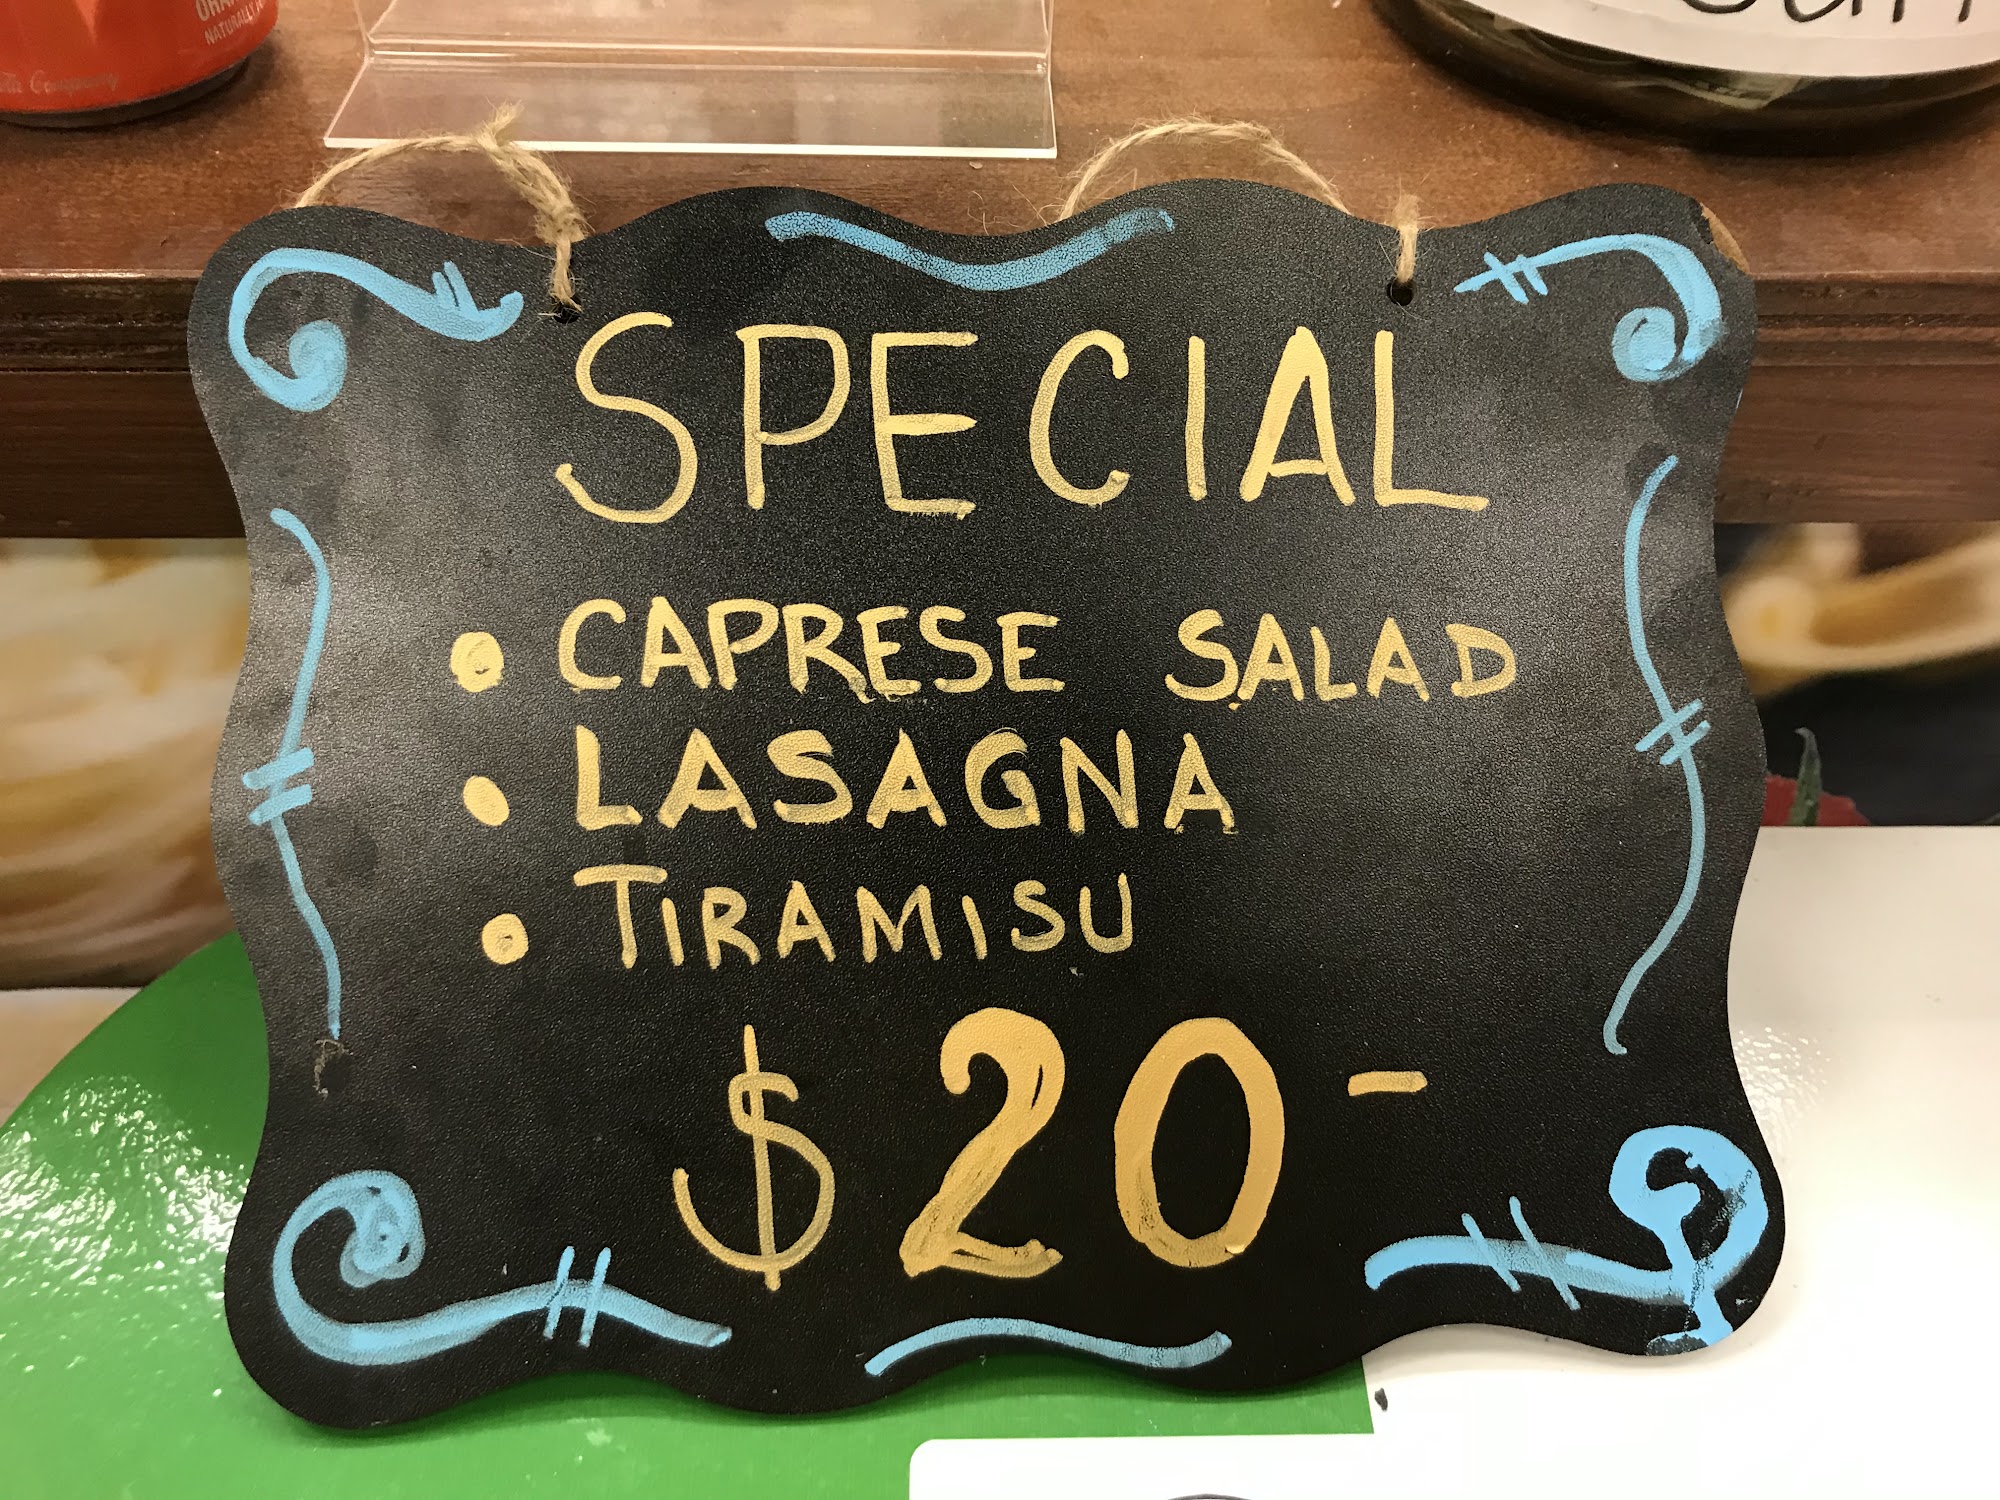 SPECIAL
• CAPRESE SALAD
• LASAGNA
• TIRAMISU
$20-